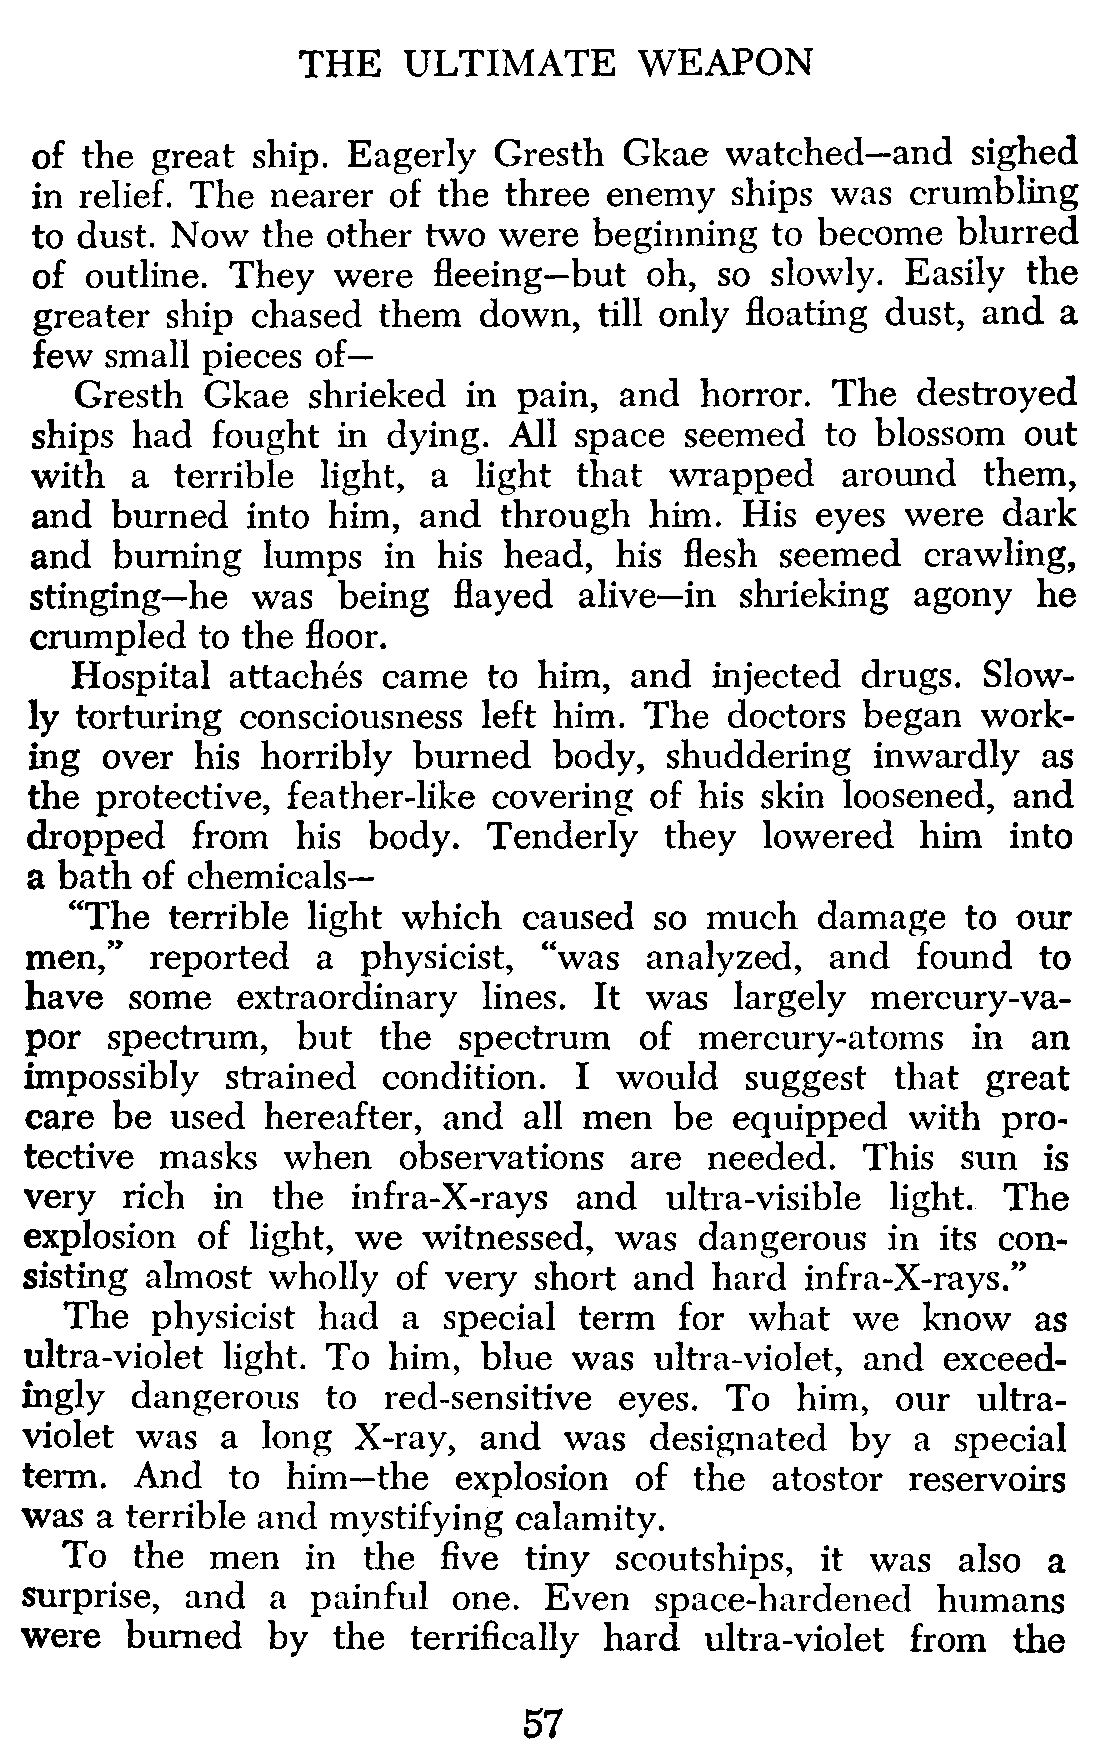 THE ULTIMATE WEAPON
of the great ship. Eagerly Gresth Gkae watched—and sighed
in relief. The nearer of the three enemy ships was crumbling
to dust. Now the other two were beginning to become blurred
of outline. They were fleeing—but oh, so slowly. Easily the
greater ship chased them down, till only floating dust, and a
few small pieces of—
Gresth Gkae shrieked in pain, and horror. The destroyed
ships had fought in dying. All space seemed to blossom out
with a terrible light, a light that wrapped around them,
and burned into him, and through him. His eyes were dark
and burning lumps in his head, his flesh seemed crawling,
stinging—he was being flayed alive—in shrieking agony he
crumpled to the floor.
Hospital attachés came to him, and injected drugs. Slow-
ly torturing consciousness left him. The doctors began work-
ing over his horribly burned body, shuddering inwardly as
the protective, feather-like covering of his skin loosened, and
dropped from his body. Tenderly they lowered him into
a bath of chemicals—
“The terrible light which caused so much damage to our
men,” reported a physicist, “was analyzed, and found to
have some extraordinary lines. It was largely mercury-va-
por spectrum, but the spectrum of mercury-atoms in an
impossibly strained condition. I would suggest that great
care be used hereafter, and all men be equipped with pro-
tective masks when observations are needed. This sun is
very rich in the infra-X-rays and ultra-visible light. The
explosion of light, we witnessed, was dangerous in its con-
sisting almost wholly of very short and hard infra-X-rays.”
The physicist had a special term for what we know as
ultra-violet light. To him, blue was ultra-violet, and exceed-
ingly dangerous to red-sensitive eyes. To him, our ultra-
violet was a long X-ray, and was designated by a special
term. And to him—the explosion of the atostor reservoirs
was a terrible and mystifying calamity.
To the men in the five tiny scoutships, it was also a
surprise, and a painful one. Even space-hardened humans
were burned by the terrifically hard ultra-violet from the
57